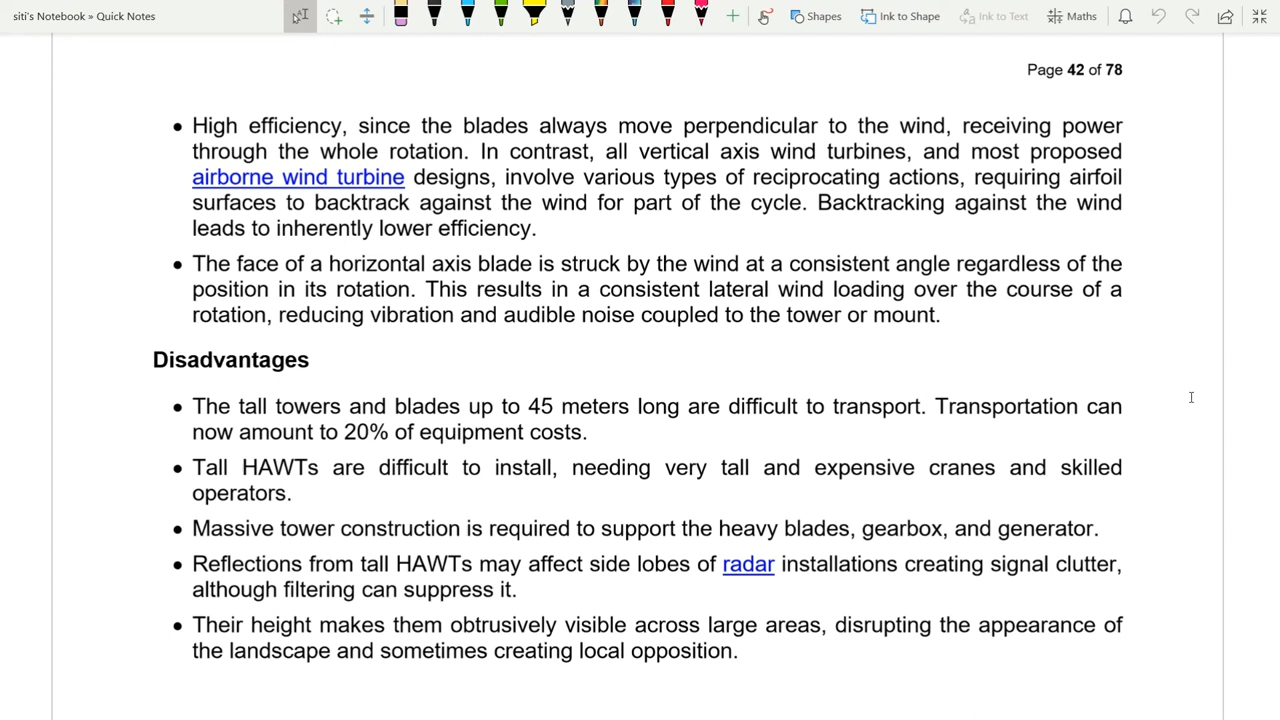 siti's Notebook » Quick Notes
Shapes
Ink to Shape
Ink to Text
Maths
Page 42 of 78
• High efficiency, since the blades always move perpendicular to the wind, receiving power
through the whole rotation. In contrast, all vertical axis wind turbines, and most proposed
airborne wind turbine designs, involve various types of reciprocating actions, requiring airfoil
surfaces to backtrack against the wind for part of the cycle. Backtracking against the wind
leads to inherently lower efficiency.
• The face of a horizontal axis blade is struck by the wind at a consistent angle regardless of the
position in its rotation. This results in a consistent lateral wind loading over the course of a
rotation, reducing vibration and audible noise coupled to the tower or mount.
Disadvantages
• The tall towers and blades up to 45 meters long are difficult to transport. Transportation can
now amount to 20% of equipment costs.
• Tall HAWTs are difficult to install, needing very tall and expensive cranes and skilled
operators.
• Massive tower construction is required to support the heavy blades, gearbox, and generator.
• Reflections from tall HAWTs may affect side lobes of radar installations creating signal clutter,
although filtering can suppress it.
• Their height makes them obtrusively visible across large areas, disrupting the appearance of
the landscape and sometimes creating local opposition.